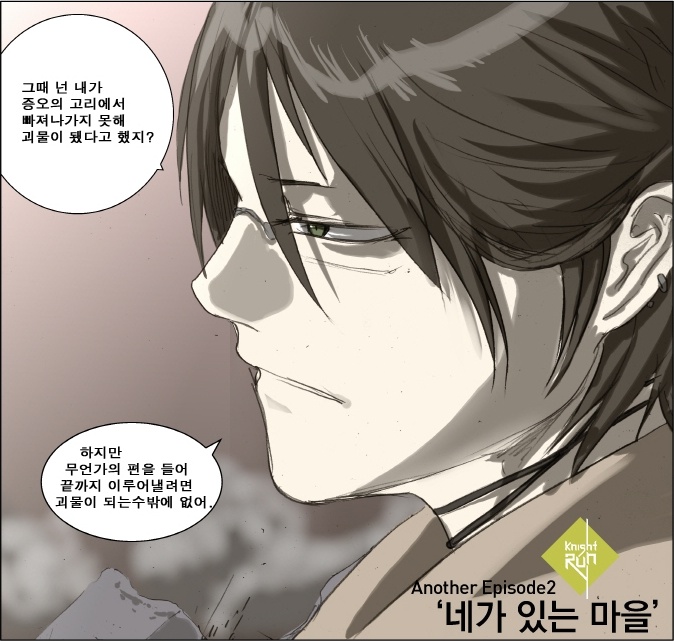 그때 넌 내가
증오의 고리에서
빠져나가지 못해
괴물이 됐다고 했지?
하지만
무언가의 편을 들어
끝까지 이루어낼려면
괴물이 되는수밖에 없어.
Knight
Run
Another Episode2
‘네가 있는 마을’